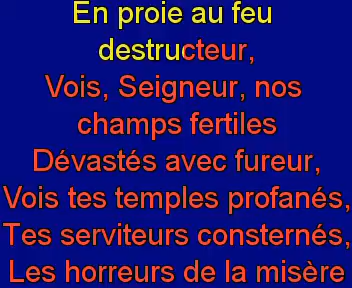 En proie au feu
destructeur,
Vois, Seigneur, nos
champs fertiles
Dévastés avec fureur,
Vois tes temples profanés,
Tes serviteurs consternés,
Les horreurs de la misère